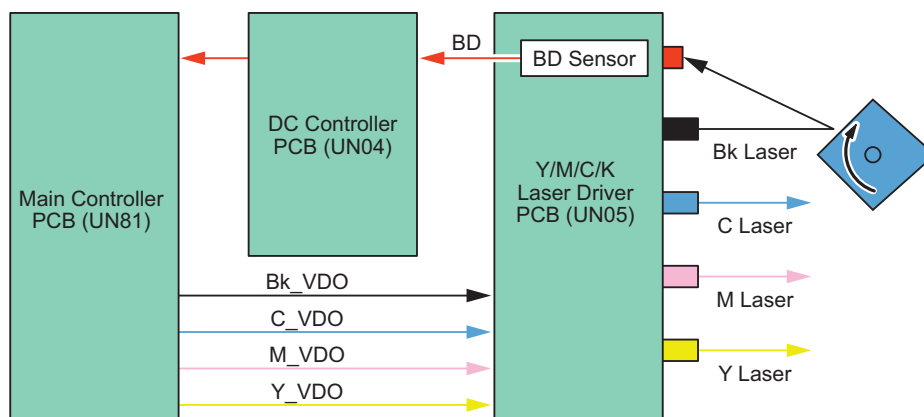 BD
BD Sensor
DC Controller
PCB (UN04)
Bk Laser
Main Controller
PCB (UN81)
Y/M/C/K
Laser Driver
PCB (UN05)
C Laser
Bk_VDO
M Laser
C_VDO
M_VDO
Y Laser
Y_VDO